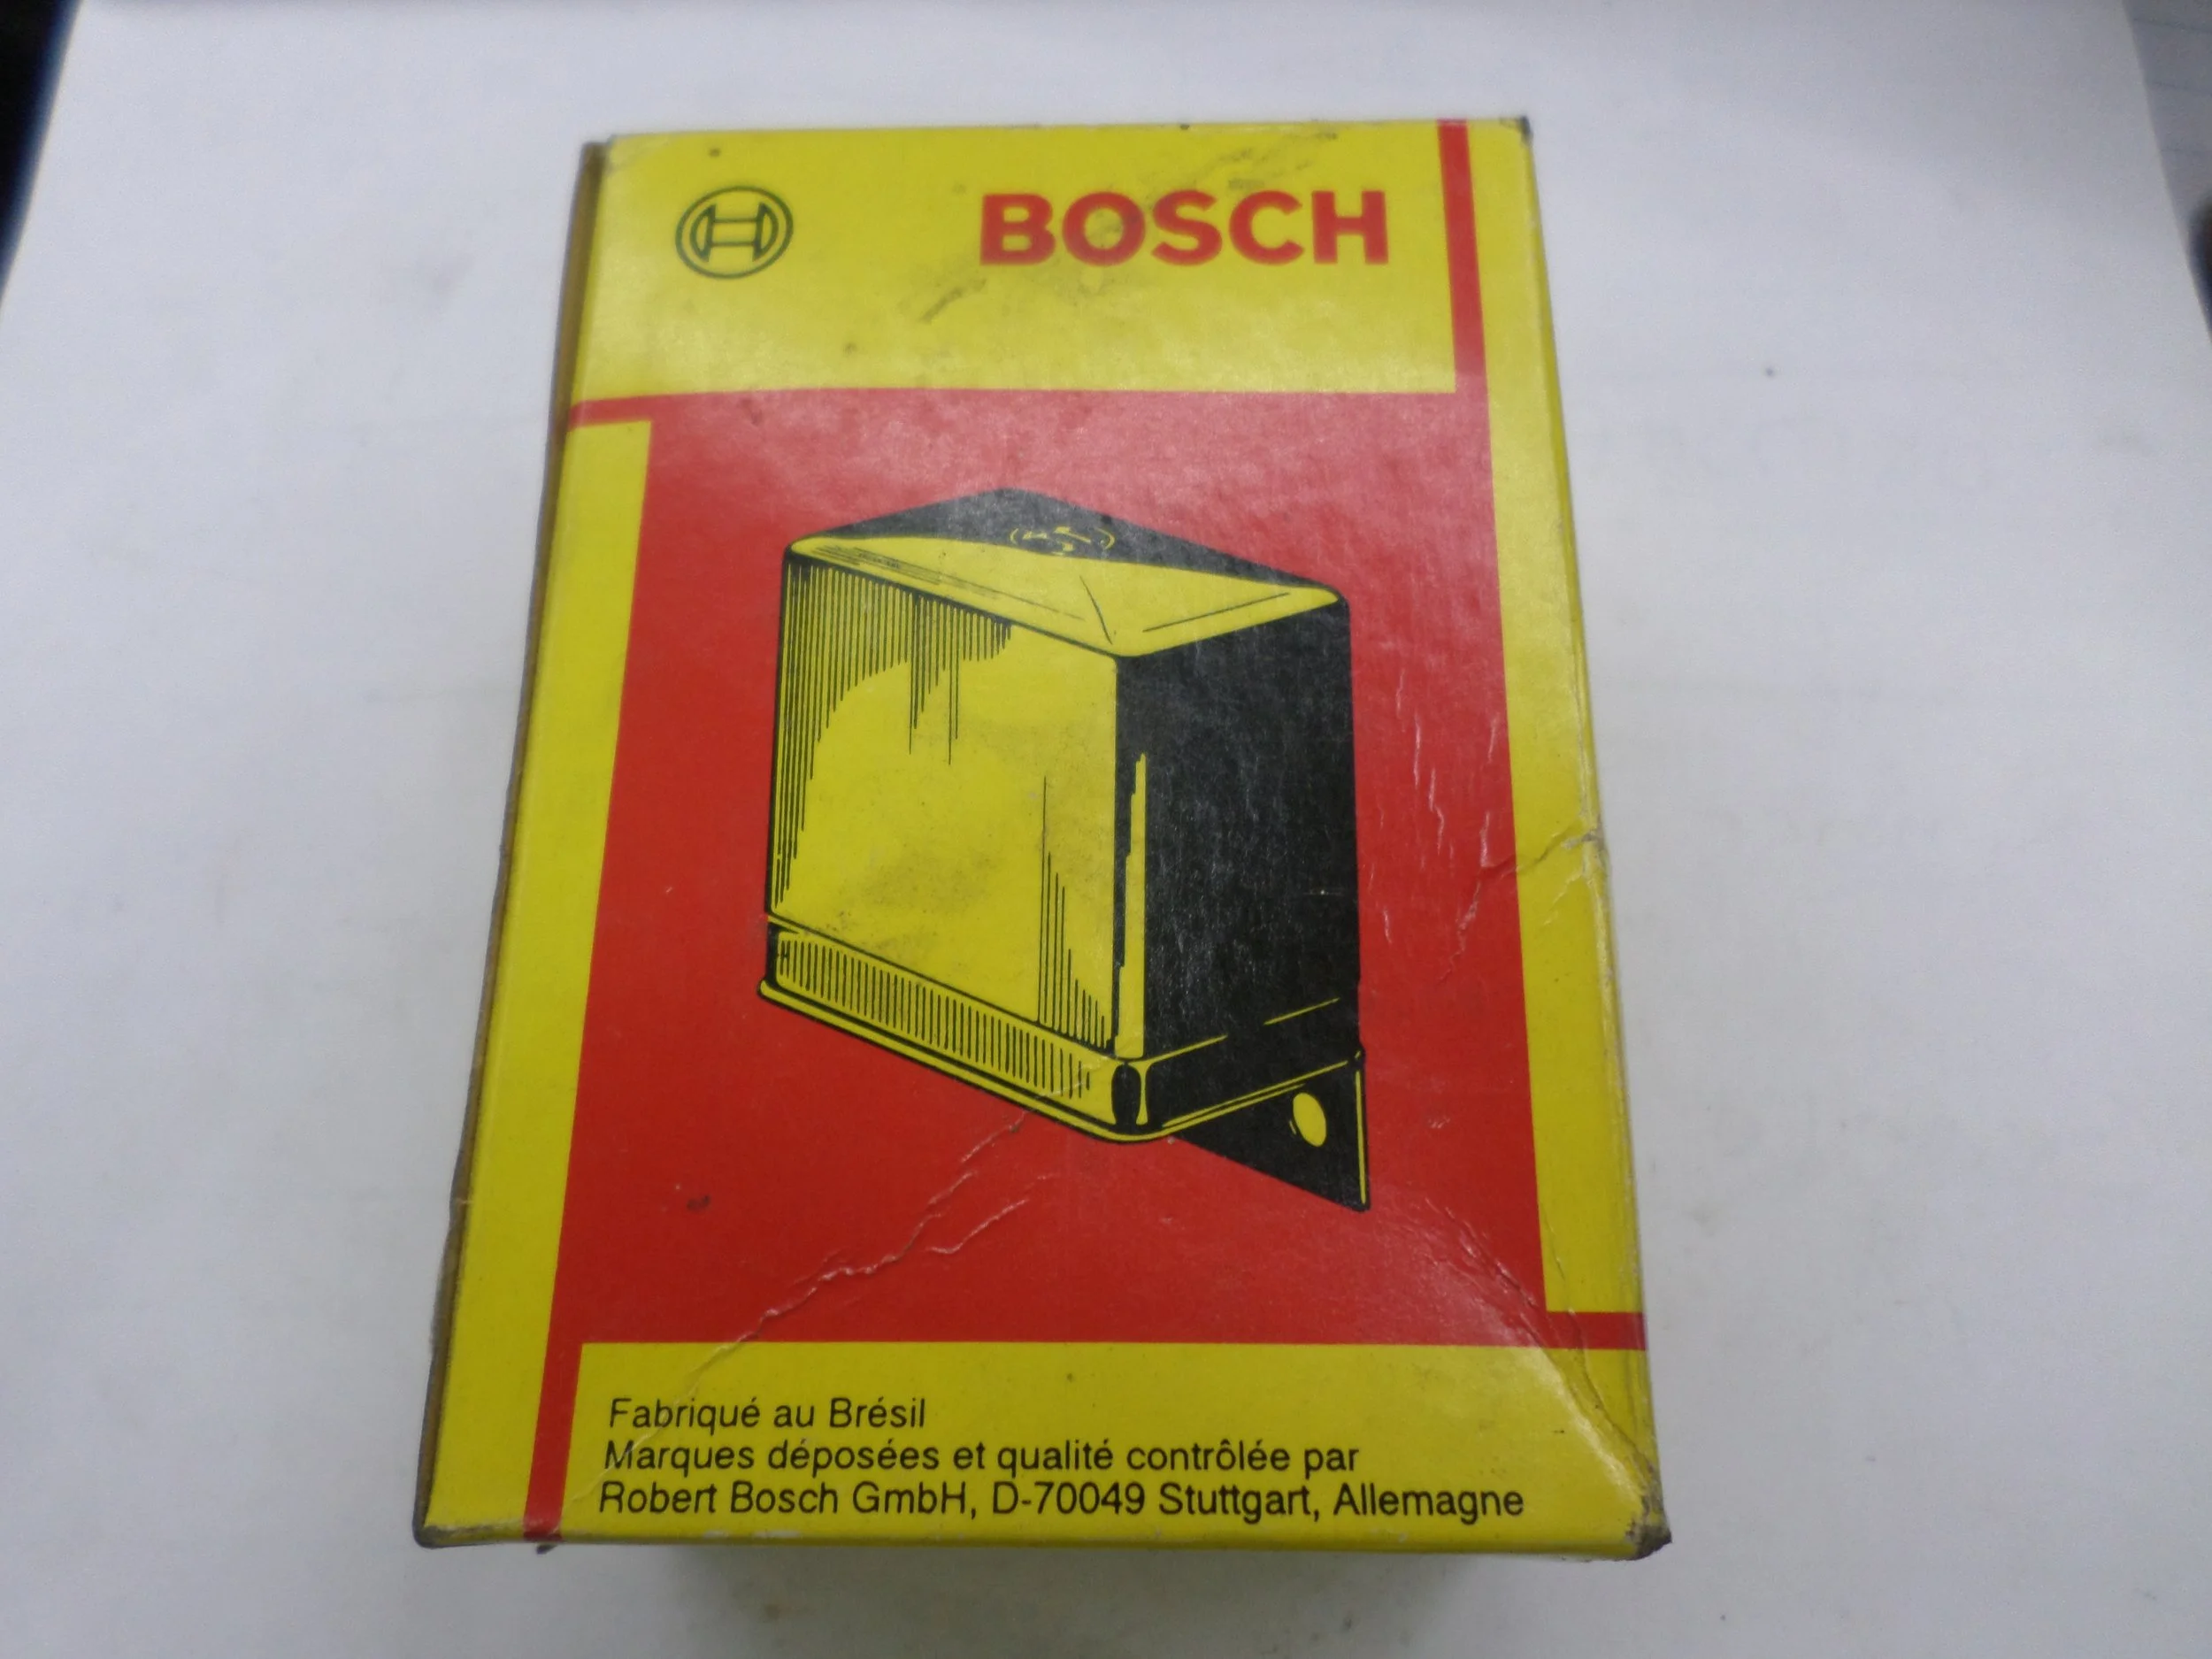 BOSCH
Fabriqué au Brésil
Marques déposées et qualité contrôlée par
Robert Bosch GmbH, D-70049 Stuttgart, Allemagne